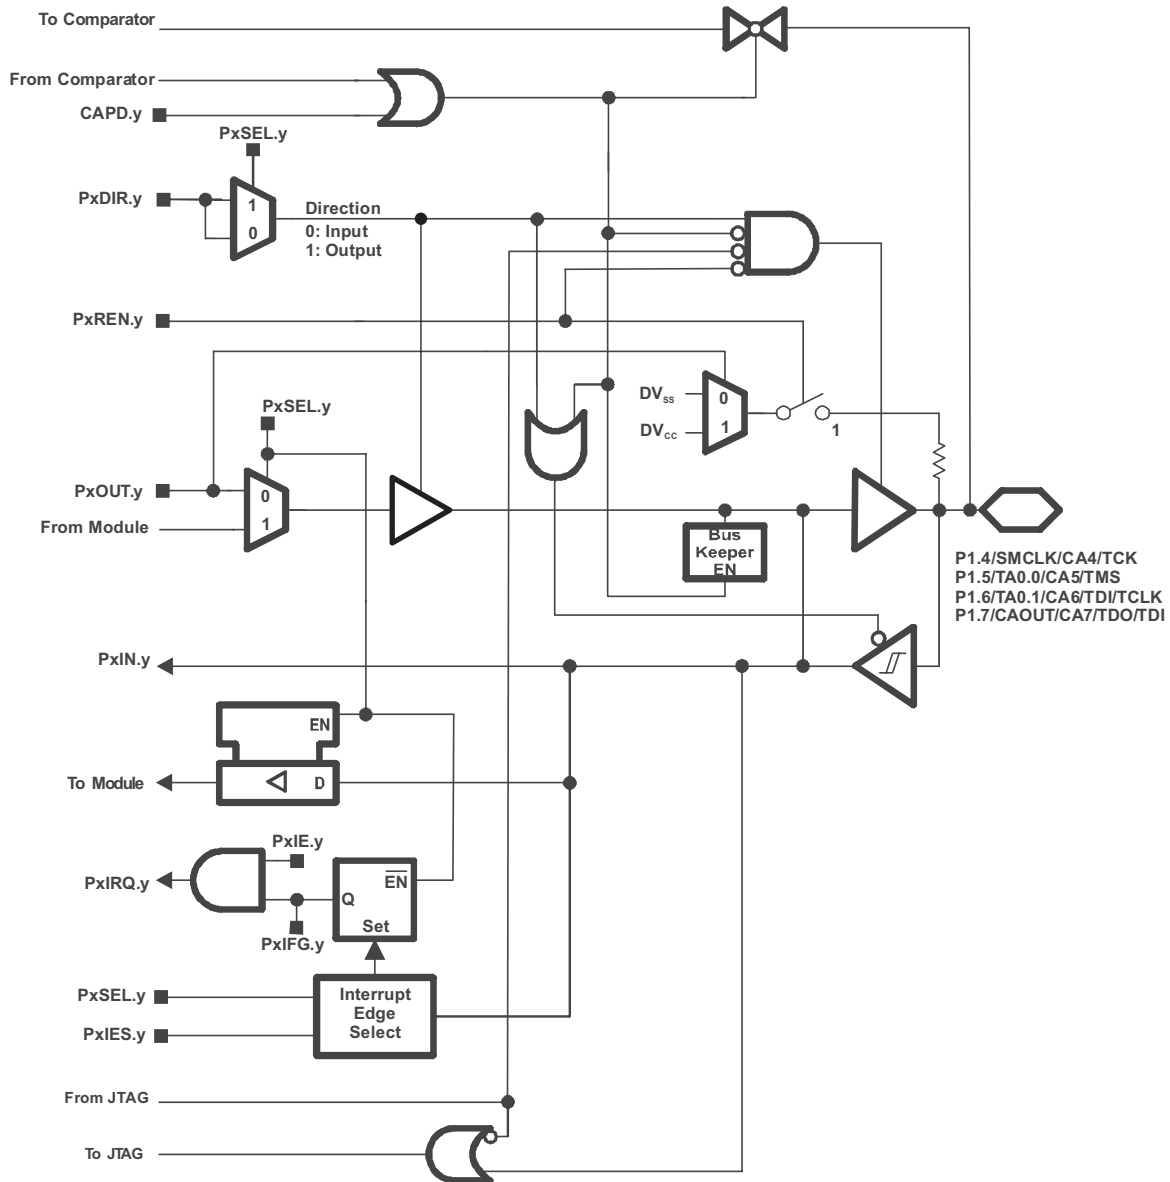 To Comparator
From Comparator
CAPD.y
PxSEL.y
PxDIR.y
1
0
Direction
0: Input
1: Output
PxREN.y
DVSS
DVCC
0
1
1
PxSEL.y
PxOUT.y
From Module
0
1
Bus
Keeper
EN
P1.4/SMCLK/CA4/TCK
P1.5/TA0.0/CA5/TMS
P1.6/TA0.1/CA6/TDI/TCLK
P1.7/CAOUT/CA7/TDO/TDI
PxIN.y
EN
To Module
D
PxIE.y
PxIRQ.y
EN
Q
Set
PxIFG.y
PxSEL.y
PxIES.y
Interrupt
Edge
Select
From JTAG
To JTAG